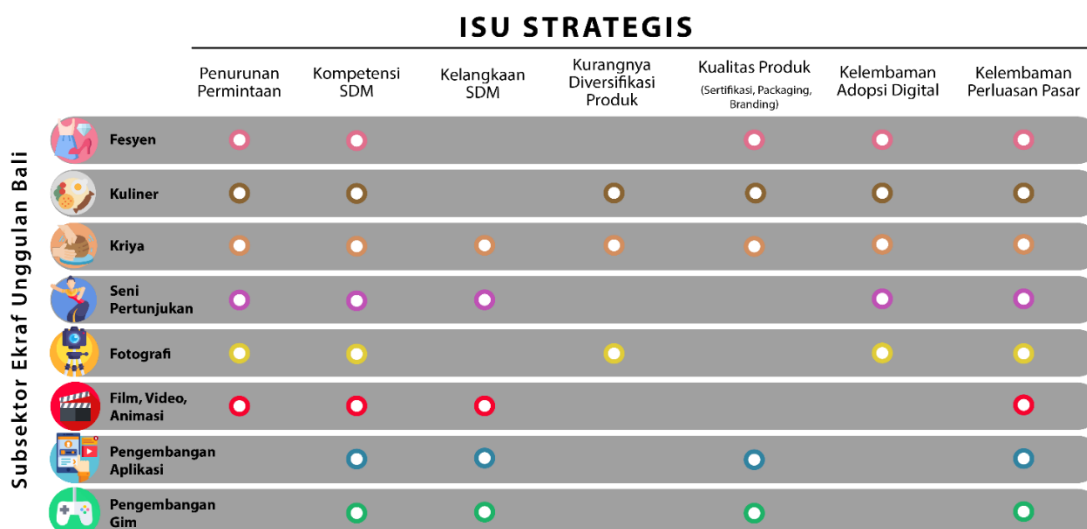 ISU STRATEGIS
Penurunan
Permintaan
Kompetensi
SDM
Kelangkaan
SDM
Kurangnya
Diversifikasi
Produk
Kualitas Produk
(Sertifikasi, Packaging,
Branding)
Kelembaman
Adopsi Digital
Kelembaman
Perluasan Pasar
Subsektor Ekraf Unggulan Bali
Fesyen
Kuliner
Kriya
Seni
Pertunjukan
Fotografi
Film, Video,
Animasi
Pengembangan
Aplikasi
Pengembangan
Gim